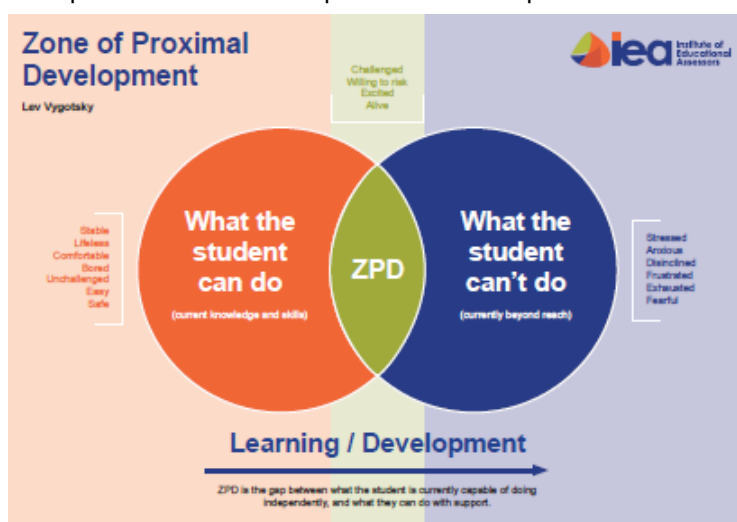 Zone of Proximal
Development
Lev Vygotsky
Challenged
Willing to risk
Excited
Alive
iea Institute of
Educational
Assessors
Stable
Lifeless
Comfortable
Bored
Unchallenged
Easy
Safe
What the
student
can do
(current knowledge and skills)
ZPD
What the
student
can't do
(currently beyond reach)
Stressed
Anxious
Disinclined
Frustrated
Exhausted
Fearful
Learning / Development
ZPD is the gap between what the student is currently capable of doing
independently, and what they can do with support.